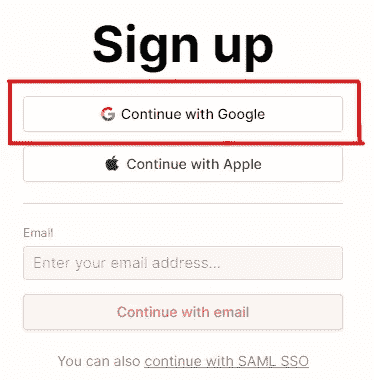 Sign up
Continue with Google
Continue with Apple
Email
Enter your email address...
Continue with email
You can also continue with SAML SSO